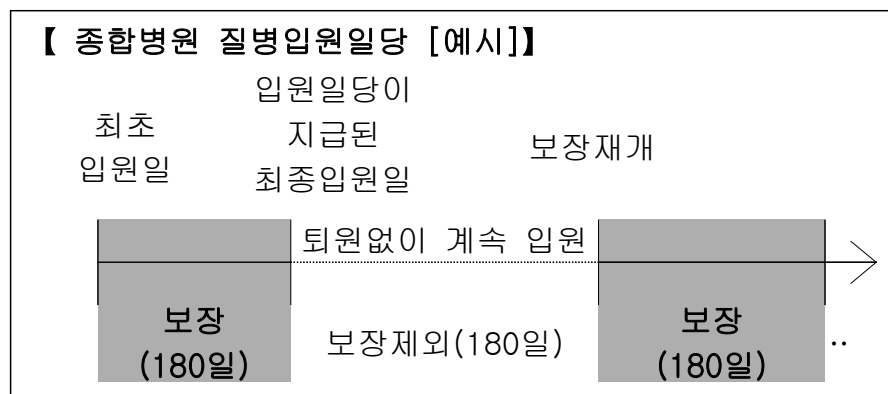 【 종합병원 질병입원일당 [예시]】
최초
입원일
입원일당이
지급된
최종입원일
보장재개
퇴원없이 계속 입원
보장
(180일)
보장제외(180일)
보장
(180일)
..